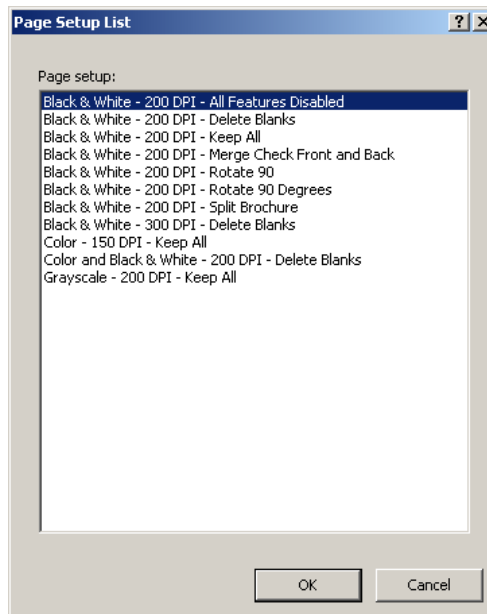 Page Setup List
Page setup:
Black & White - 200 DPI - All Features Disabled
Black & White - 200 DPI - Delete Blanks
Black & White - 200 DPI - Keep All
Black & White - 200 DPI - Merge Check Front and Back
Black & White - 200 DPI - Rotate 90
Black & White - 200 DPI - Rotate 90 Degrees
Black & White - 200 DPI - Split Brochure
Black & White - 300 DPI - Delete Blanks
Color - 150 DPI - Keep All
Color and Black & White - 200 DPI - Delete Blanks
Grayscale - 200 DPI - Keep All
OK Cancel